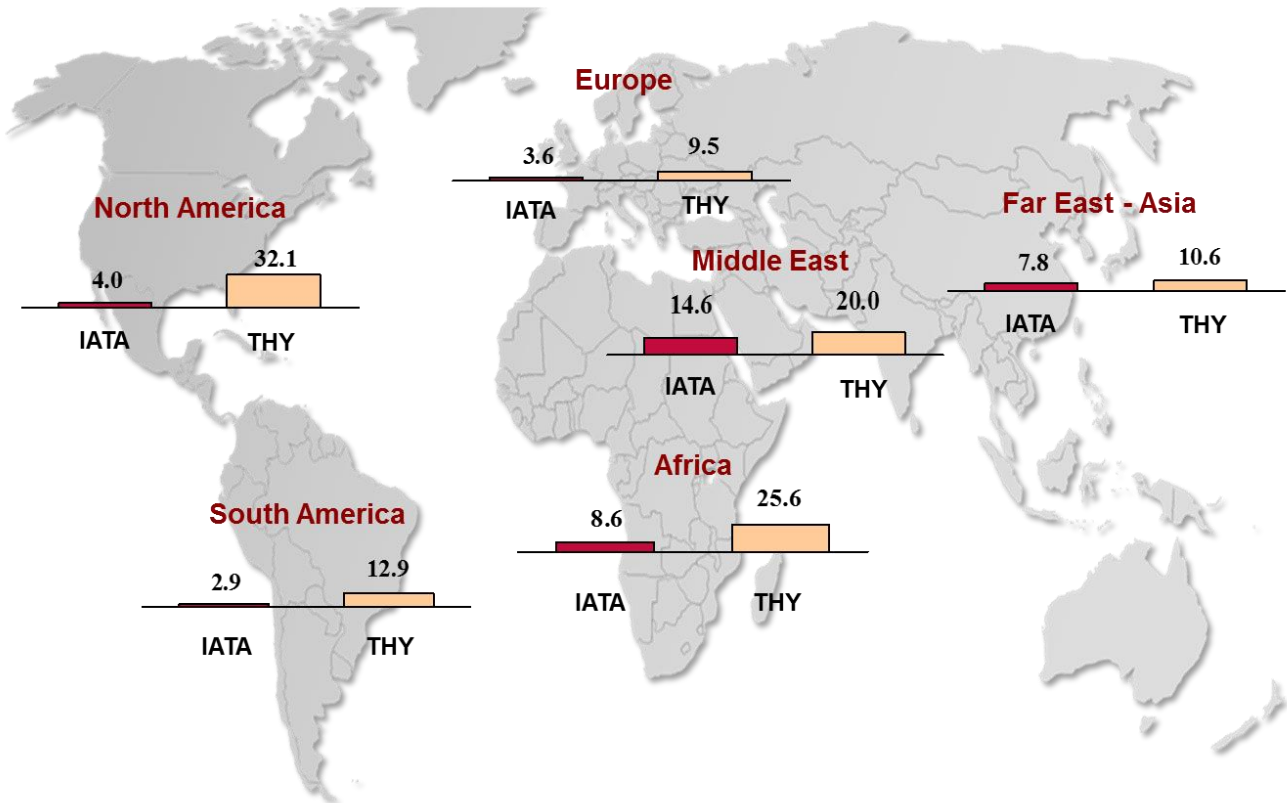 Europe
3.6 9.5
IATA THY
North America
4.0 32.1
IATA THY
Far East - Asia
7.8 10.6
IATA THY
Middle East
14.6 20.0
IATA THY
Africa
8.6 25.6
IATA THY
South America
2.9 12.9
IATA THY